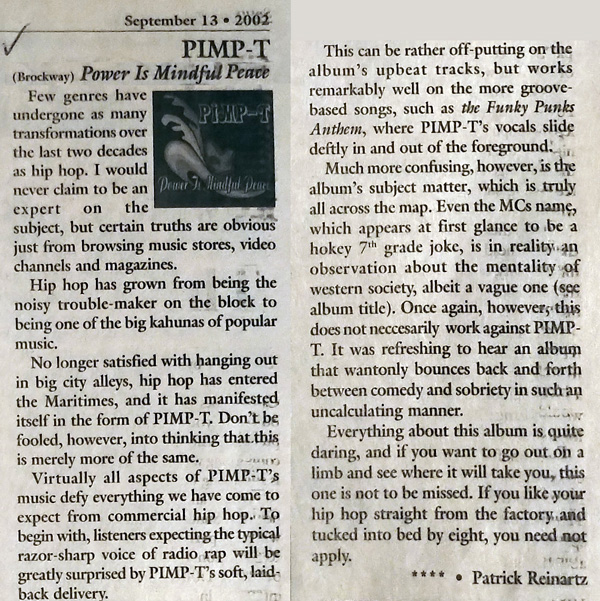 September 13 • 2002
PIMP-T
(Brockway) Power Is Mindful Peace
PiMP-T
Power Is Mindful Peace
Few genres have
undergone as many
transformations over
the last two decades
as hip hop. I would
never claim to be an
expert on the
subject, but certain truths are obvious
just from browsing music stores, video
channels and magazines.
Hip hop has grown from being the
noisy trouble-maker on the block to
being one of the big kahunas of popular
music.
No longer satisfied with hanging out
in big city alleys, hip hop has entered
the Maritimes, and it has manifested
itself in the form of PIMP-T. Don't be
fooled, however, into thinking that this
is merely more of the same.
Virtually all aspects of PIMP-T's
music defy everything we have come to
expect from commercial hip hop. To
begin with, listeners expecting the typical
razor-sharp voice of radio rap will be
greatly surprised by PIMP-T's soft, laid-
back delivery.
This can be rather off-putting on the
album's upbeat tracks, but works
remarkably well on the more groove-
based songs, such as the Funky Punks
Anthem, where PIMP-T's vocals slide
deftly in and out of the foreground.
Much more confusing, however, is the
album's subject matter, which is truly
all across the map. Even the MCs name,
which appears at first glance to be a
hokey 7th grade joke, is in reality an
observation about the mentality of
western society, albeit a vague one (see
album title). Once again, however, this
does not neccesarily work against PIMP-
T. It was refreshing to hear an album
that wantonly bounces back and forth
between comedy and sobriety in such an
uncalculating manner.
Everything about this album is quite
daring, and if you want to go out on a
limb and see where it will take you, this
one is not to be missed. If you like your
hip hop straight from the factory and
tucked into bed by eight, you need not
apply.
**** • Patrick Reinartz